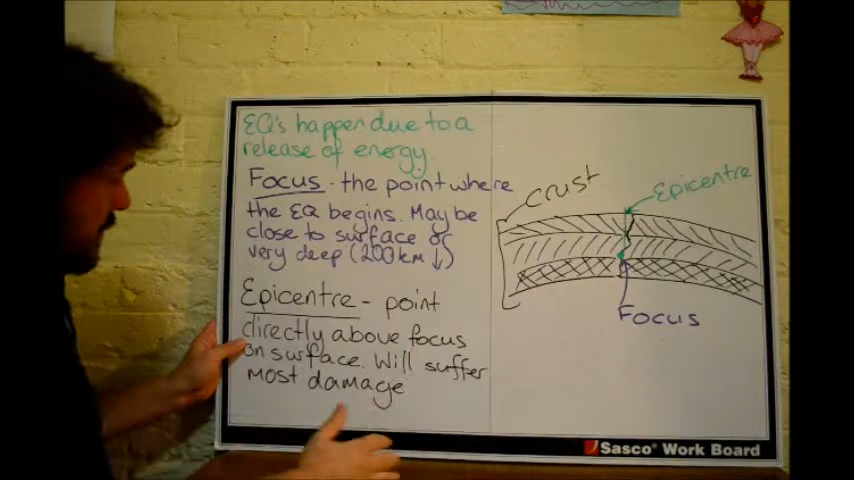 EQ's happen due to a
release of energy.
Focus - the point where
the EQ begins. May be
close to surface or
very deep (200km ↓)
Epicentre - point
directly above focus
on surface. Will suffer
most damage
crust
Epicentre
Focus
Sasco® Work Board